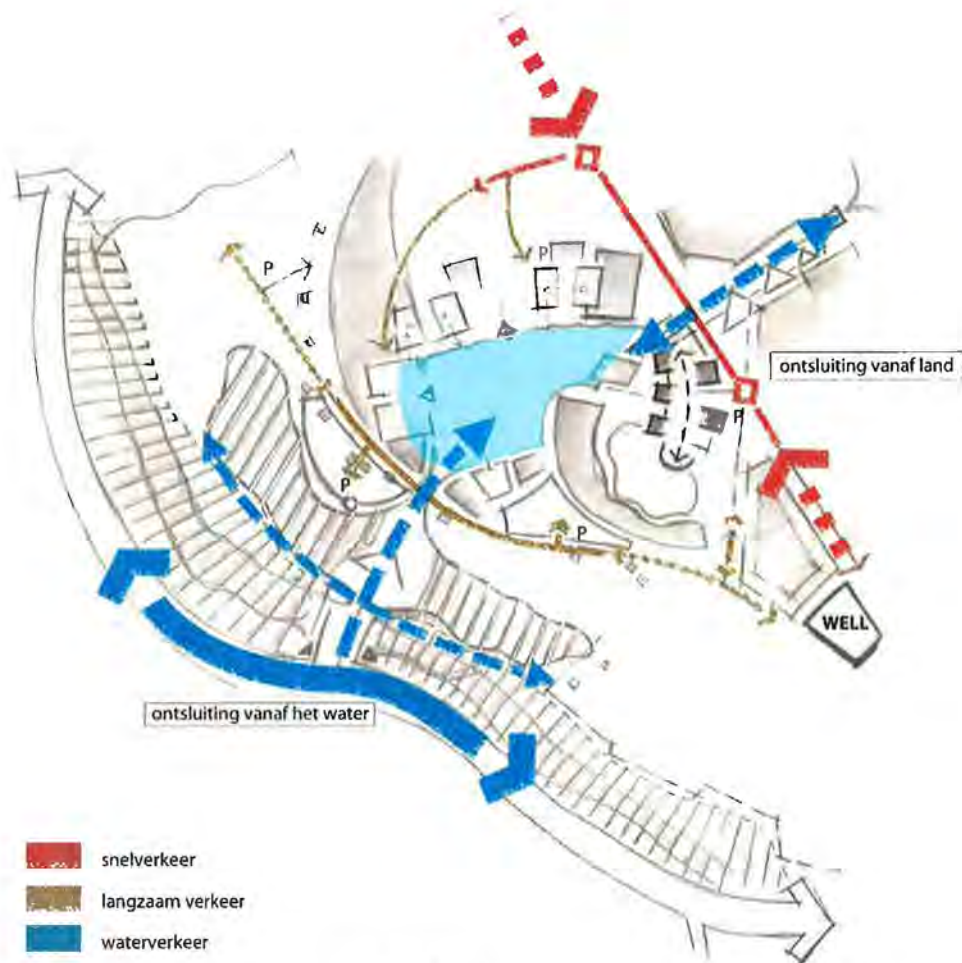 P
P
ontsluiting vanaf land
P
P
P
WELL
ontsluiting vanaf het water
snelverkeer
langzaam verkeer
waterverkeer